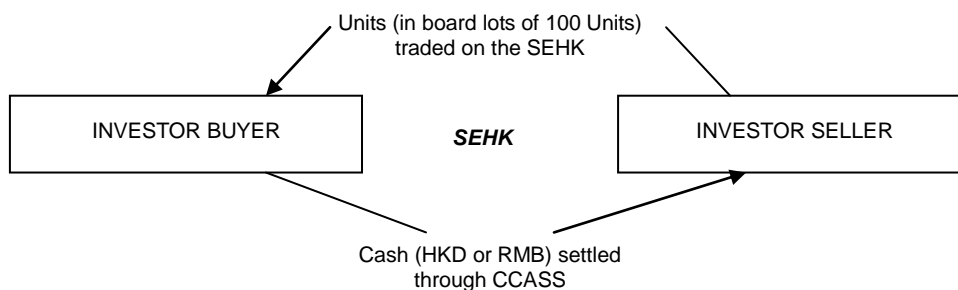 Units (in board lots of 100 Units)
traded on the SEHK
INVESTOR BUYER
SEHK
INVESTOR SELLER
Cash (HKD or RMB) settled
through CCASS